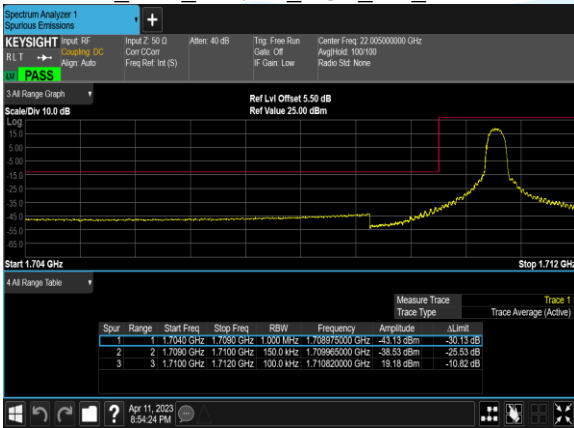 Spectrum Analyzer 1
Spurious Emissions
+
KEYSIGHT Input: RF Input Z: 50 Ω Atten: 40 dB Trig: Free Run Center Freq: 22.005000000 GHz
RLT Coupling: DC Corr CCorr Gate: Off Avg|Hold: 100/100
Align: Auto Freq Ref: Int (S) IF Gain: Low Radio Std: None
PASS
3 All Range Graph
Ref Lvl Offset 5.50 dB
Scale/Div 10.0 dB Ref Value 25.00 dBm
Log
15.0
5.00
-5.00
-15.0
-25.0
-35.0
-45.0
-55.0
-65.0
Start 1.704 GHz Stop 1.712 GHz
4 All Range Table
Measure Trace Trace 1
Trace Type Trace Average (Active)
Spur Range Start Freq Stop Freq RBW Frequency Amplitude ΔLimit
1 1 1.7040 GHz 1.7090 GHz 1.000 MHz 1.708975000 GHz -43.13 dBm -30.13 dB
2 2 1.7090 GHz 1.7100 GHz 150.0 kHz 1.709965000 GHz -38.53 dBm -25.53 dB
3 3 1.7100 GHz 1.7120 GHz 100.0 kHz 1.710820000 GHz 19.18 dBm -10.82 dB
? Apr 11, 2023
8:54:24 PM